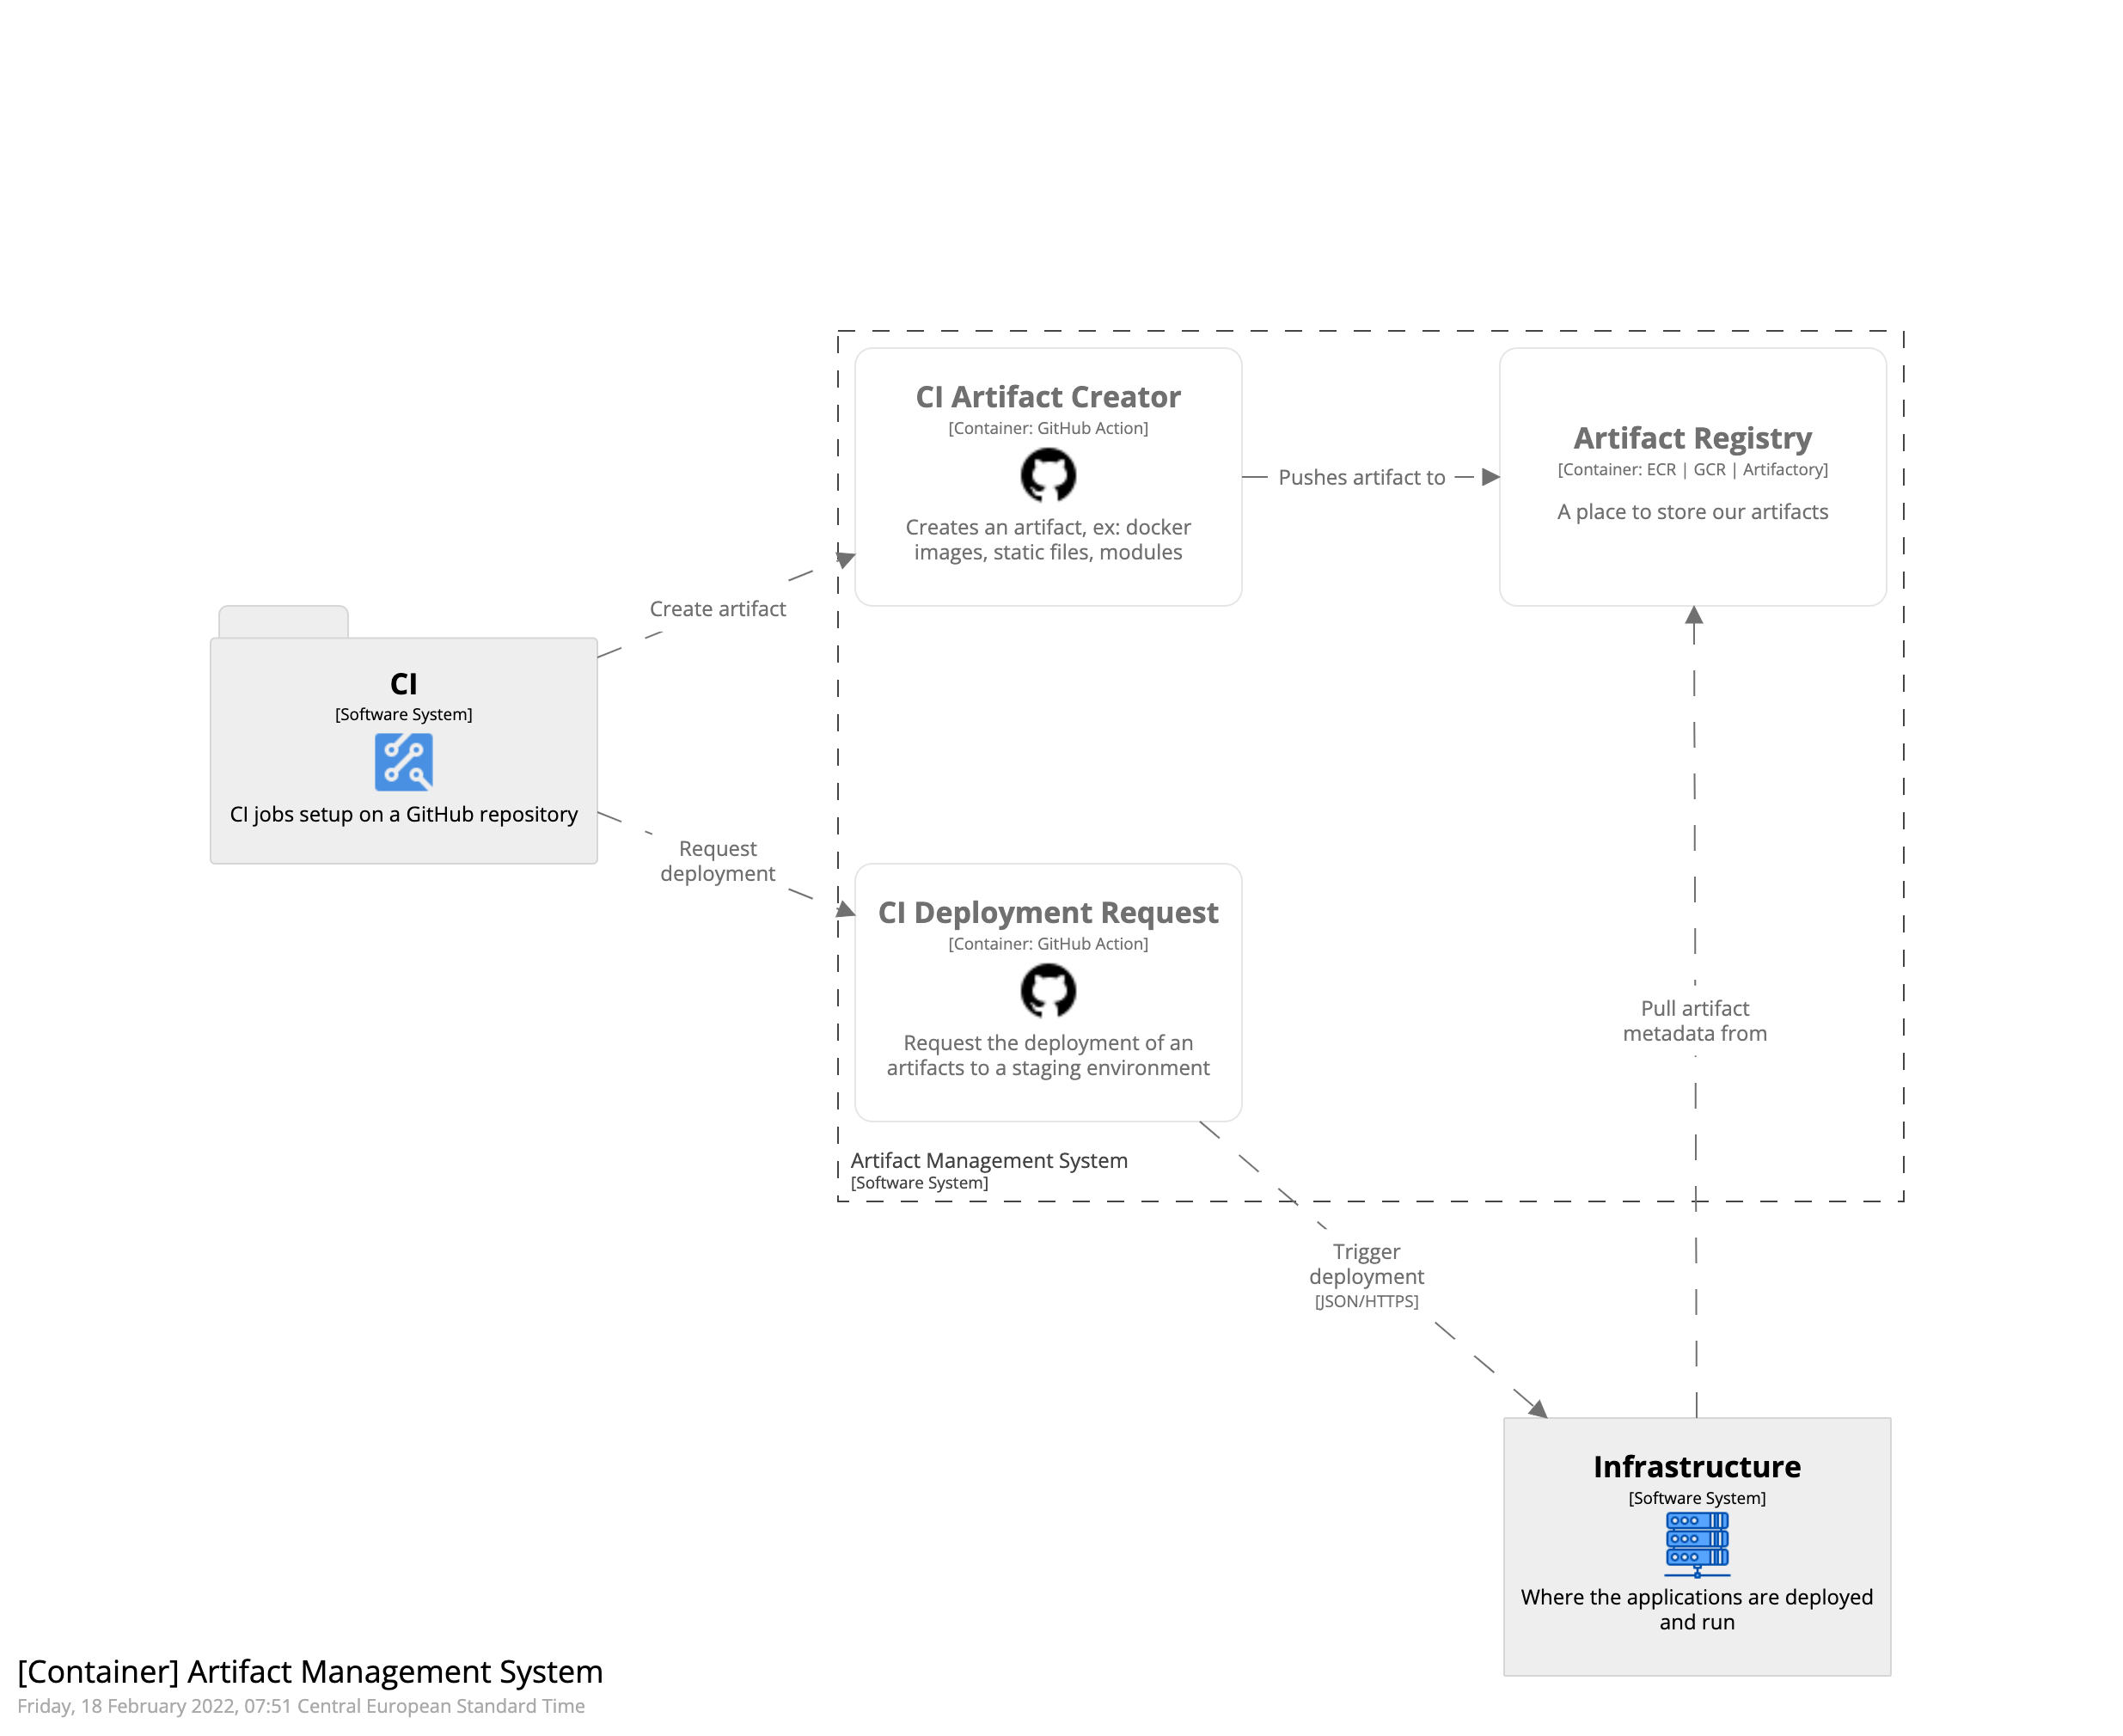 CI Artifact Creator
[Container: GitHub Action]
Creates an artifact, ex: docker
images, static files, modules
Pushes artifact to
Artifact Registry
[Container: ECR | GCR | Artifactory]
A place to store our artifacts
Create artifact
CI
[Software System]
CI jobs setup on a GitHub repository
Request
deployment
CI Deployment Request
[Container: GitHub Action]
Request the deployment of an
artifacts to a staging environment
Pull artifact
metadata from
Artifact Management System
[Software System]
Trigger
deployment
[JSON/HTTPS]
Infrastructure
[Software System]
Where the applications are deployed
and run
[Container] Artifact Management System
Friday, 18 February 2022, 07:51 Central European Standard Time